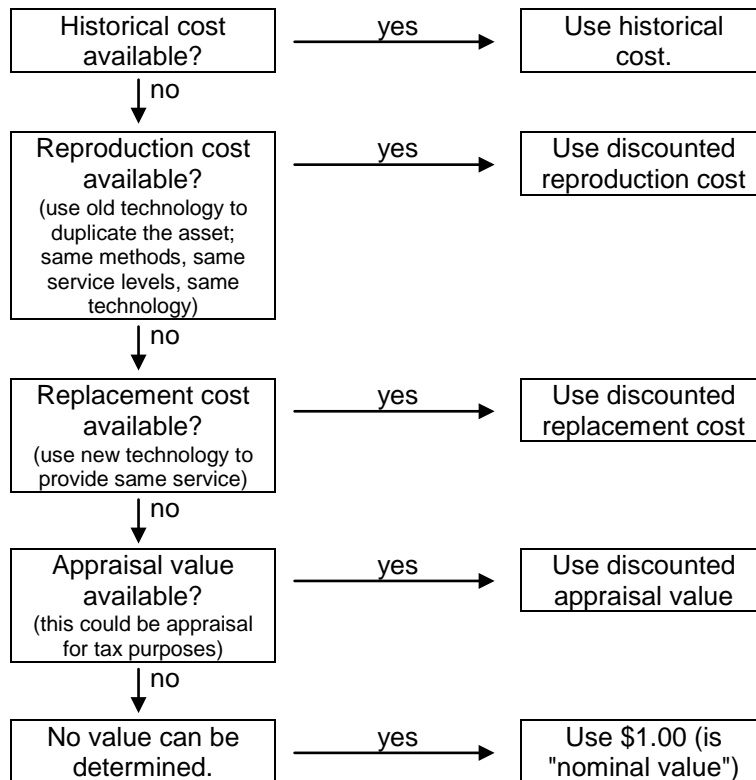 Historical cost
available?
yes
Use historical
cost.
no
Reproduction cost
available?
(use old technology to
duplicate the asset;
same methods, same
service levels, same
technology)
yes
Use discounted
reproduction cost
no
Replacement cost
available?
(use new technology to
provide same service)
yes
Use discounted
replacement cost
no
Appraisal value
available?
(this could be appraisal
for tax purposes)
yes
Use discounted
appraisal value
no
No value can be
determined.
yes
Use $1.00 (is
"nominal value")